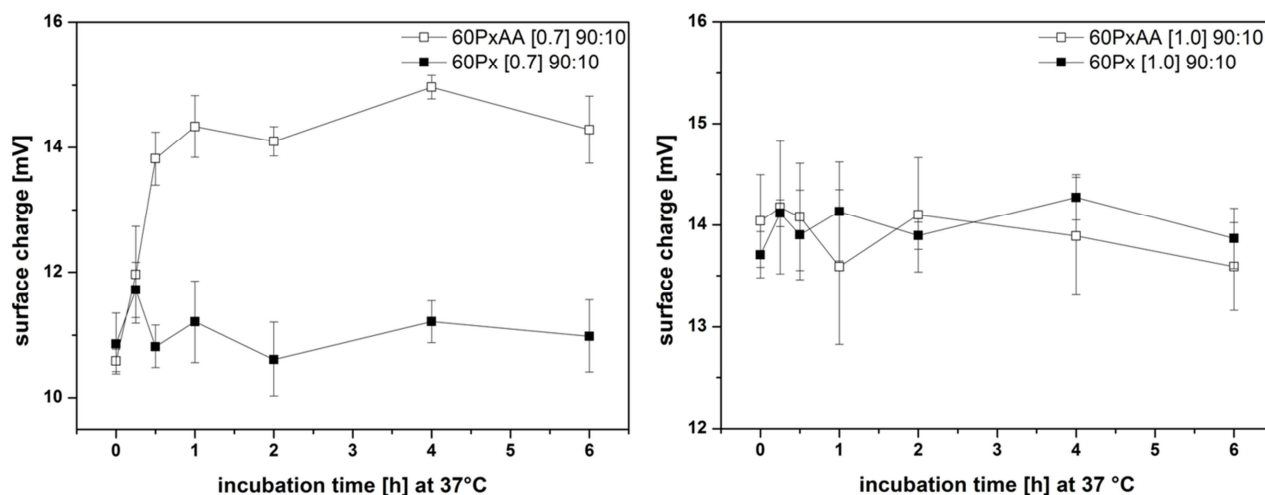 60PxAA [0.7] 90:10
60Px [0.7] 90:10
surface charge [mV]
16
14
12
10
0 1 2 3 4 5 6
incubation time [h] at 37°C
60PxAA [1.0] 90:10
60Px [1.0] 90:10
surface charge [mV]
16
15
14
13
12
0 1 2 3 4 5 6
incubation time [h] at 37 °C